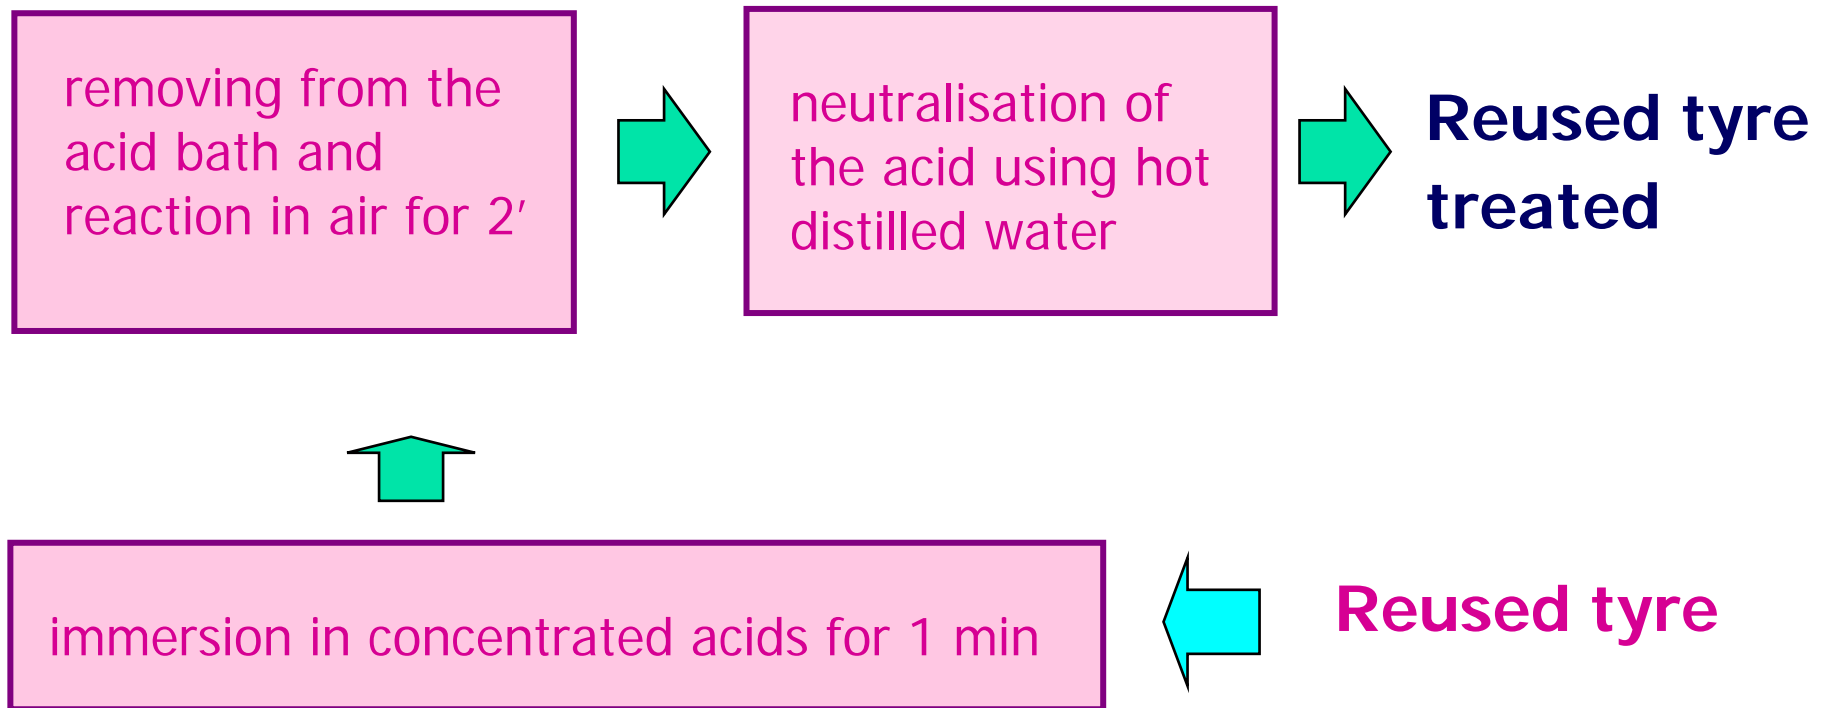 removing from the
acid bath and
reaction in air for 2′
neutralisation of
the acid using hot
distilled water
Reused tyre
treated
immersion in concentrated acids for 1 min
Reused tyre